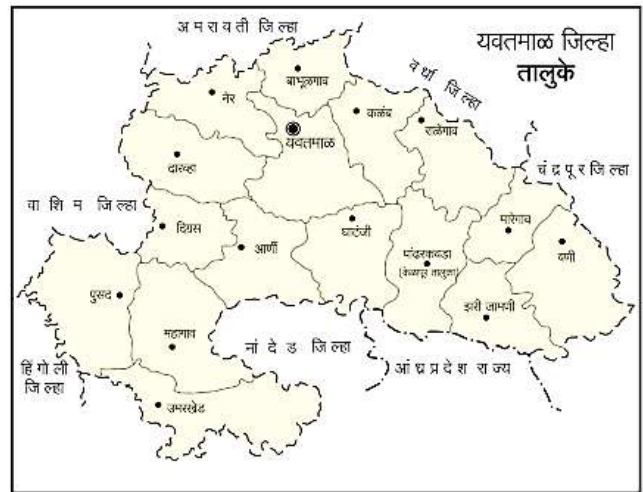 अमरावती जिल्हा
यवतमाळ जिल्हा
तालुके
वर्धा जिल्हा
बाभूळगाव
नेर
कळंब
राळेगाव
यवतमाळ
दारव्हा
चंद्रपूर जिल्हा
वाशिम जिल्हा
दिग्रस
आर्णी
घाटंजी
पांढरकवडा
(केळापूर तालुका)
मारेगाव
वणी
पुसद
महागाव
झरी जामणी
नांदेड जिल्हा
हिंगोली
जिल्हा
आंध्रप्रदेश राज्य
उमरखेड